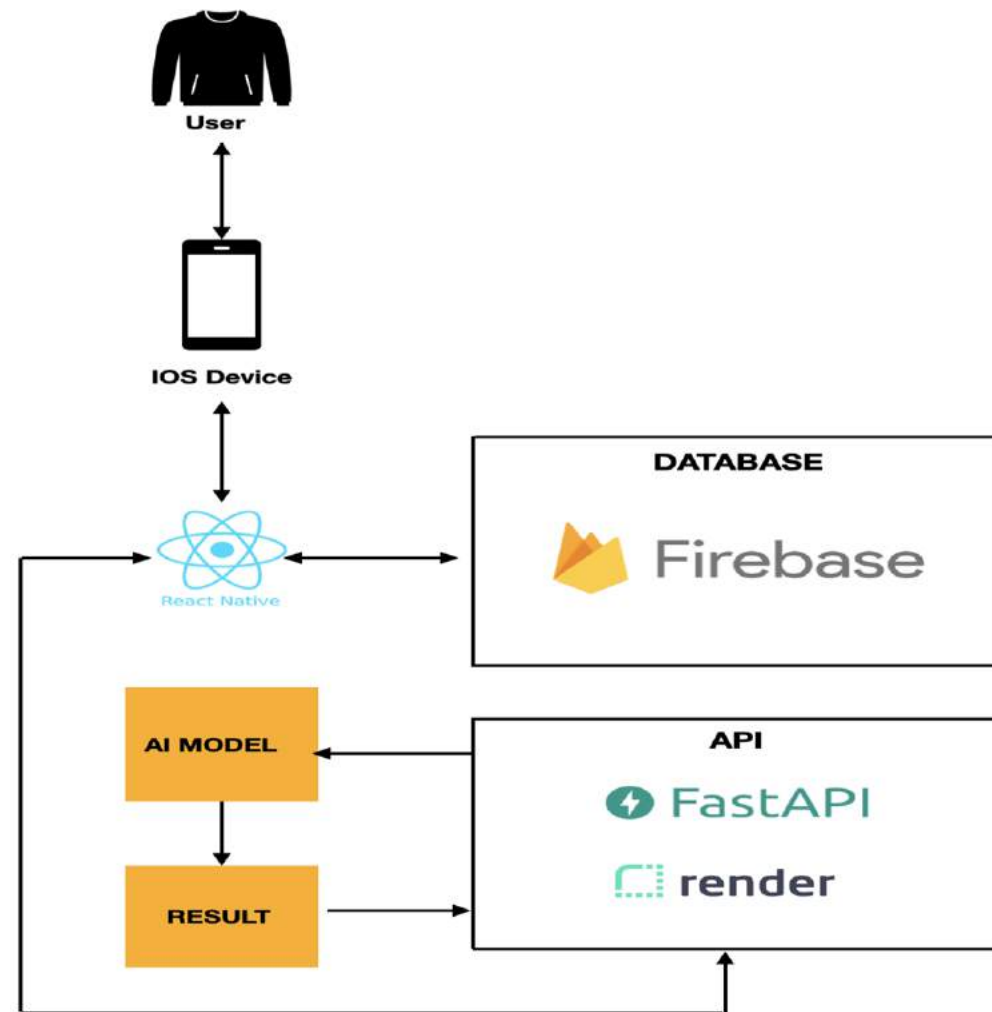 User
IOS Device
DATABASE
Firebase
React Native
AI MODEL
API
FastAPI
render
RESULT